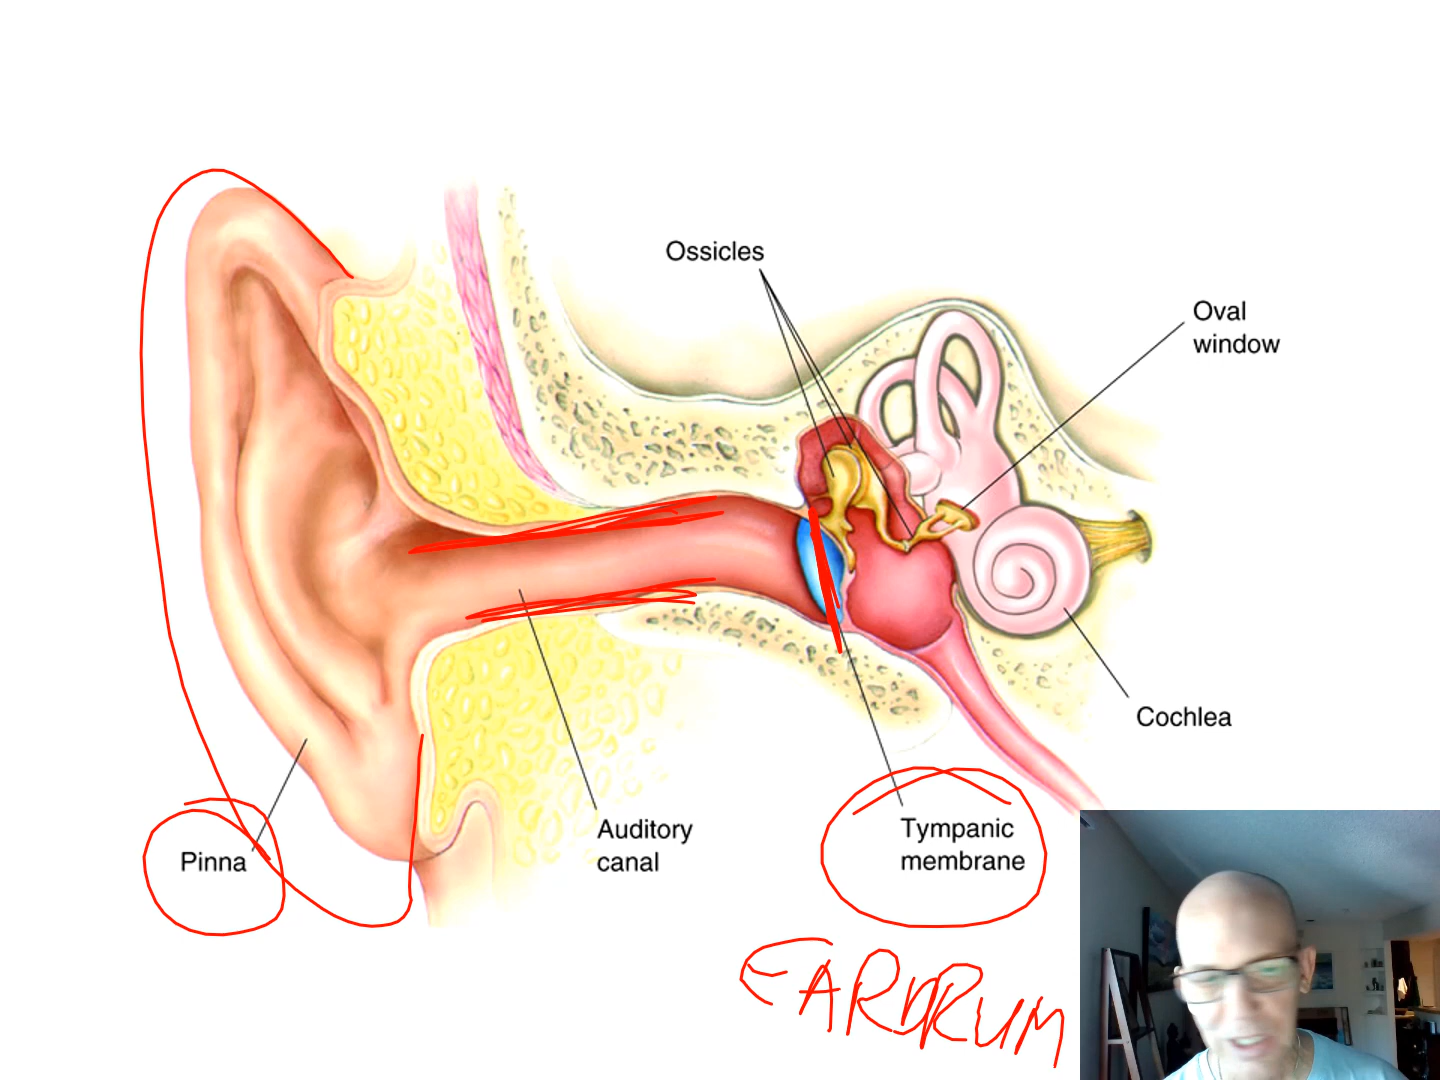 Ossicles
Oval
window
Cochlea
Auditory
canal
Tympanic
membrane
Pinna
EARDRUM